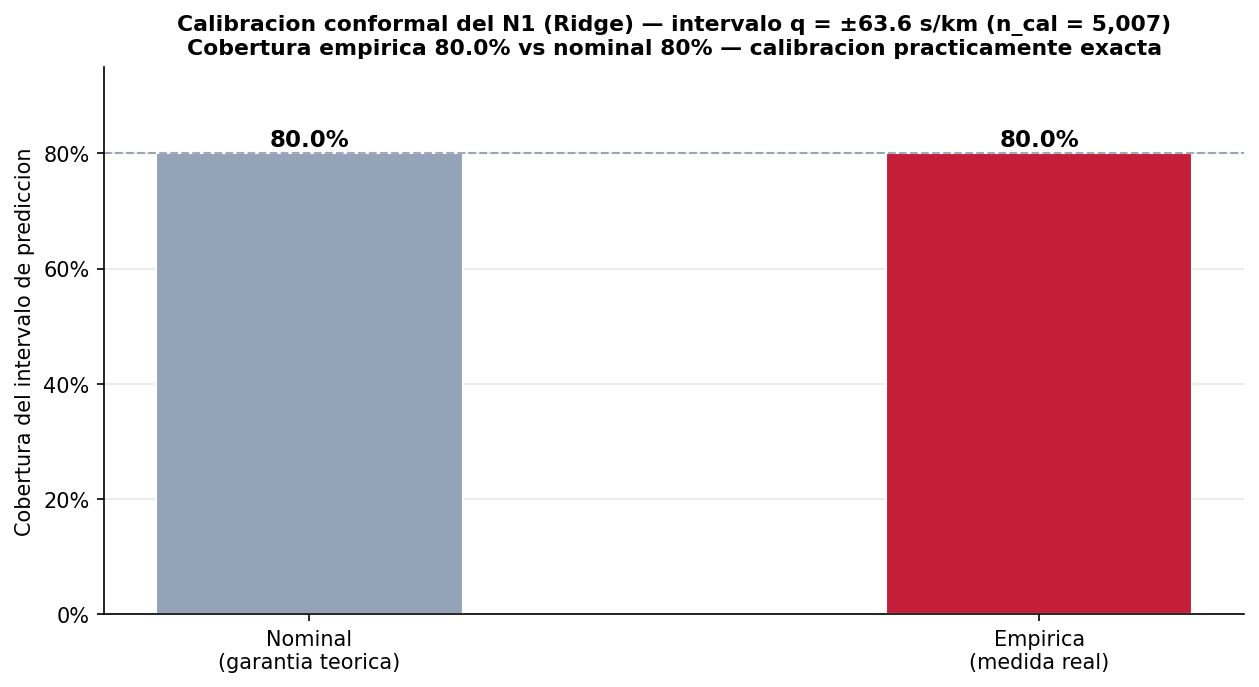 Calibracion conformal del N1 (Ridge) — intervalo q = ±63.6 s/km (n_cal = 5,007)
Cobertura empirica 80.0% vs nominal 80% — calibracion practicamente exacta
Cobertura del intervalo de prediccion
80%
60%
40%
20%
0%
80.0%
80.0%
Nominal
(garantia teorica)
Empirica
(medida real)